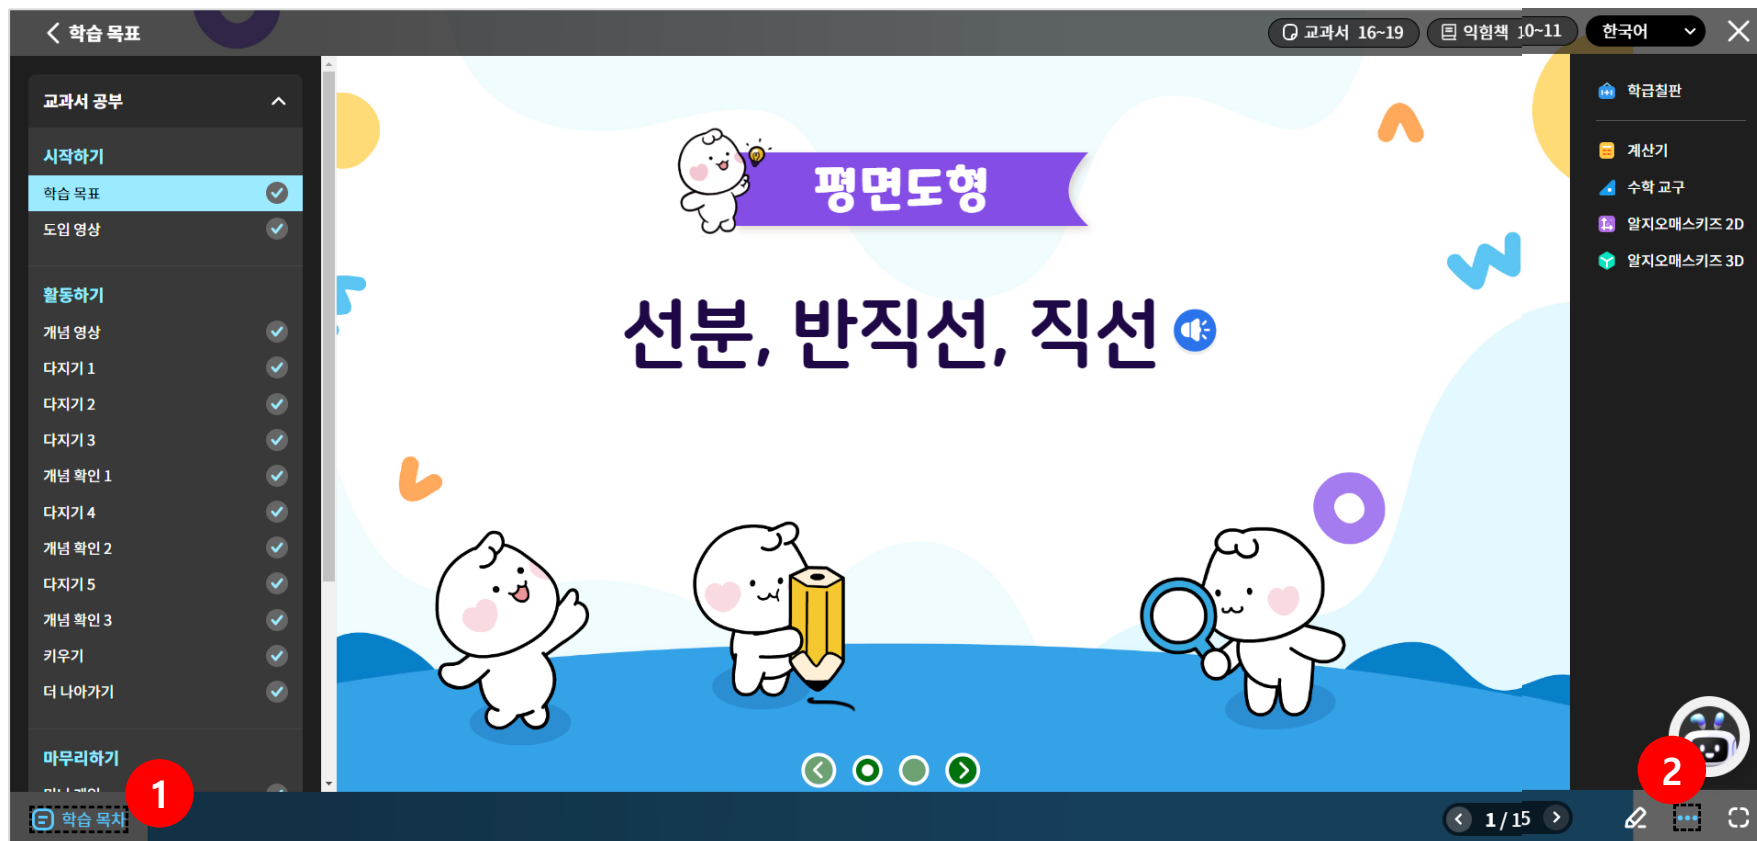 학습 목표
교과서 16~19
익힘책 10~11
한국어
교과서 공부
시작하기
학습 목표
도입 영상
활동하기
개념 영상
다지기 1
다지기 2
다지기 3
개념 확인 1
다지기 4
개념 확인 2
다지기 5
개념 확인 3
키우기
더 나아가기
마무리하기
학습 목차
1
평면도형
선분, 반직선, 직선
학급칠판
계산기
수학 교구
알지오매스키즈 2D
알지오매스키즈 3D
2
1 / 15